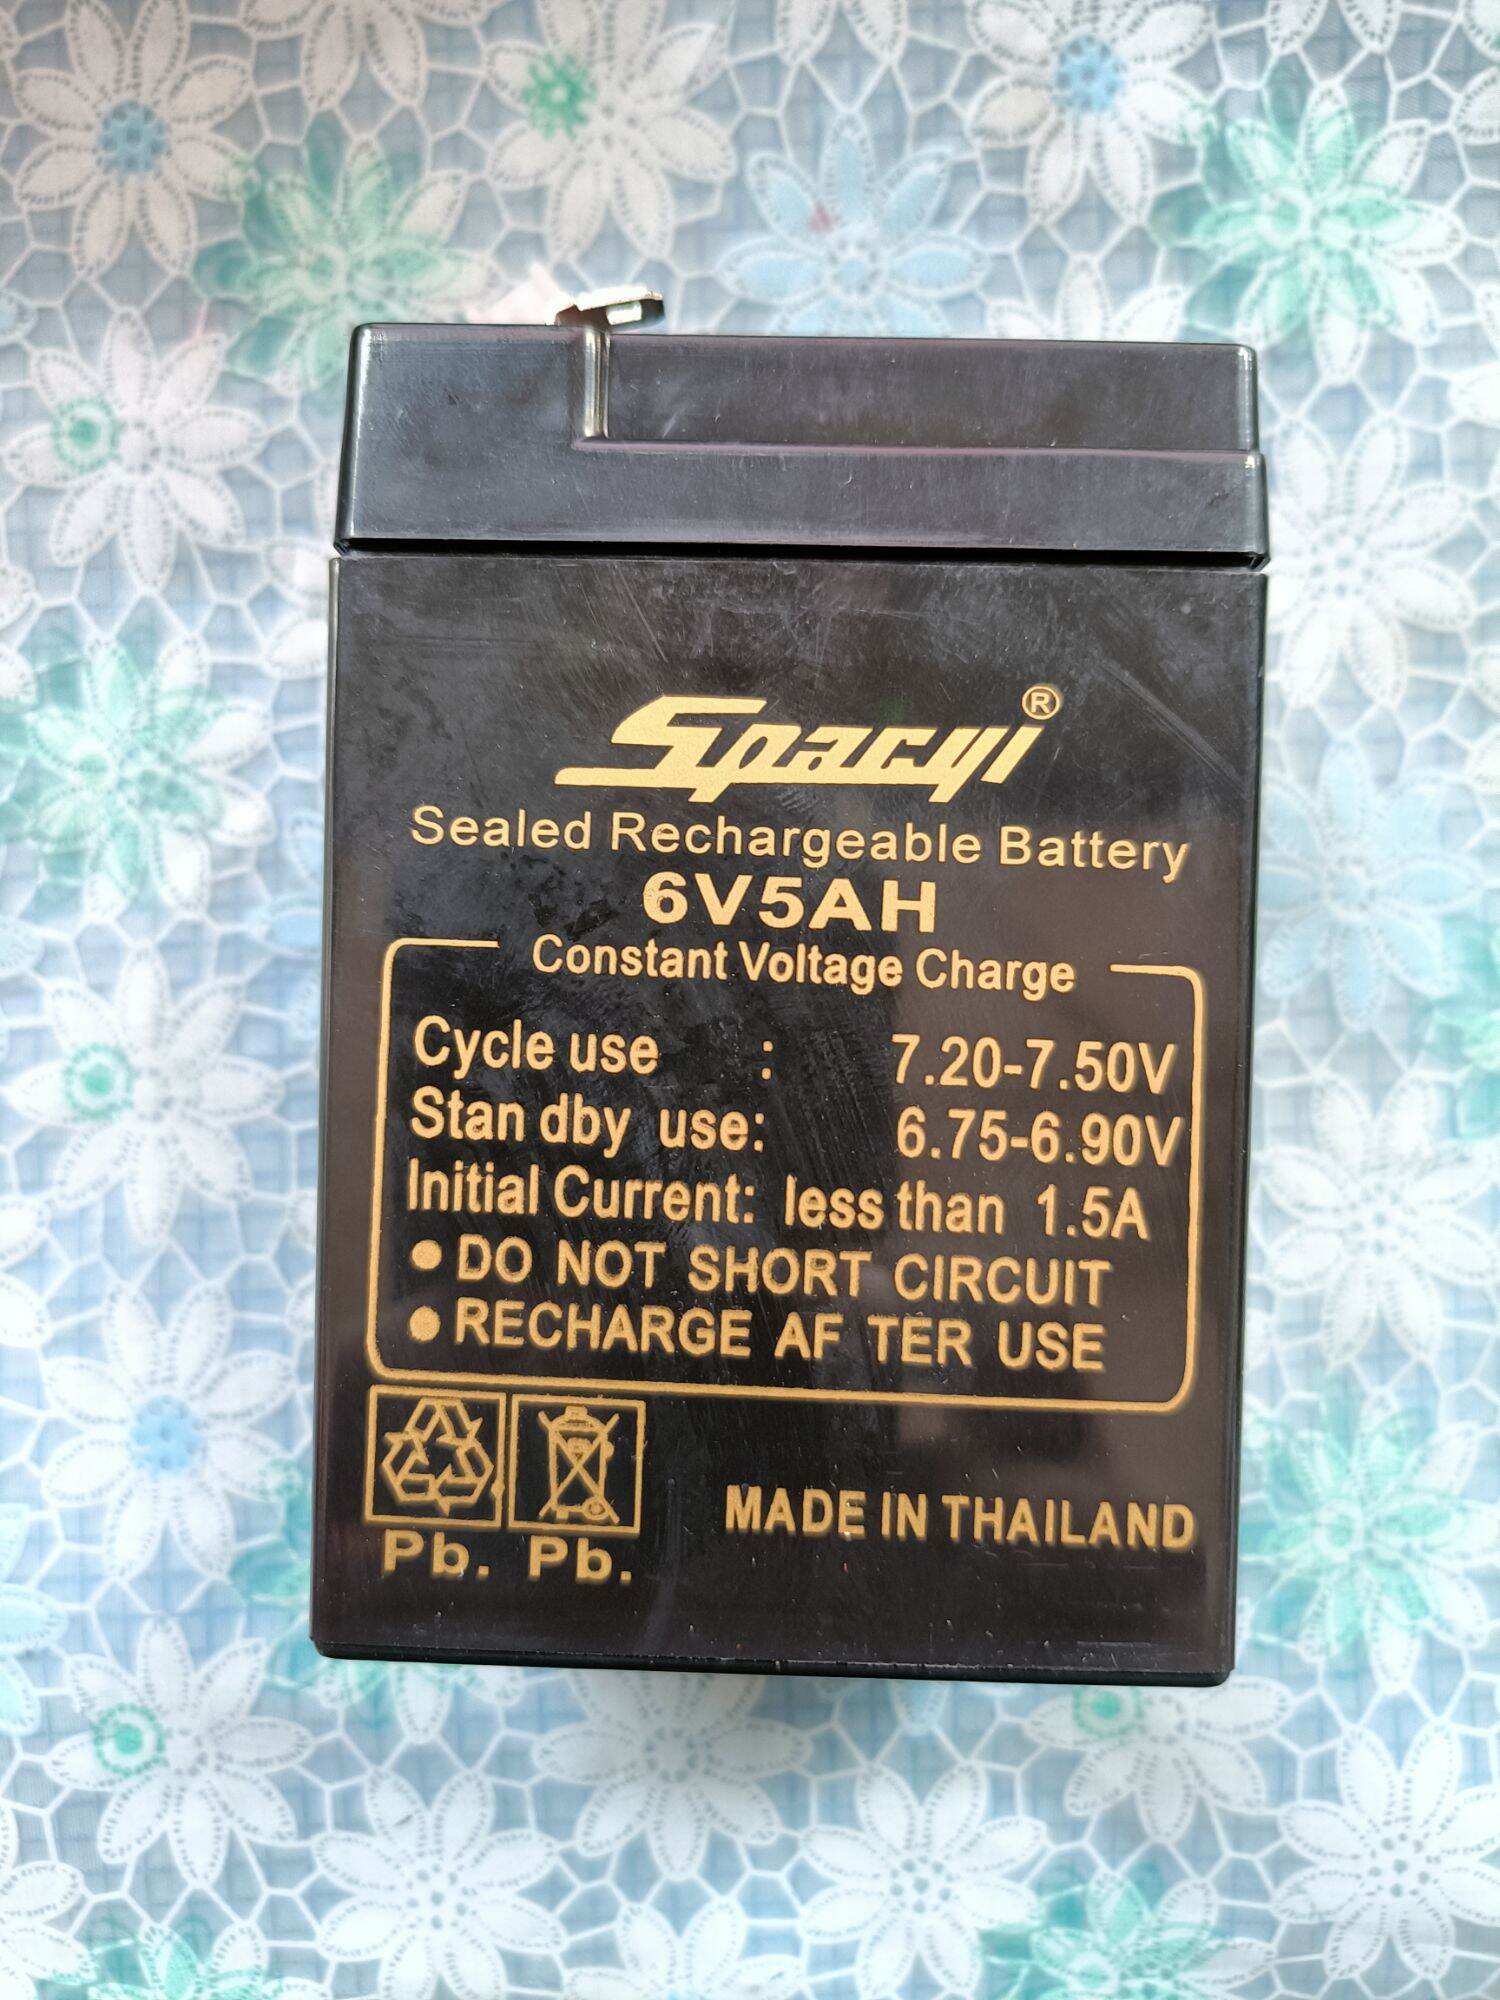 Spacyi®
Sealed Rechargeable Battery
6V5AH
Constant Voltage Charge
Cycle use : 7.20-7.50V
Stan dby use: 6.75-6.90V
Initial Current: less than 1.5A
● DO NOT SHORT CIRCUIT
● RECHARGE AF TER USE
Pb. Pb.
MADE IN THAILAND